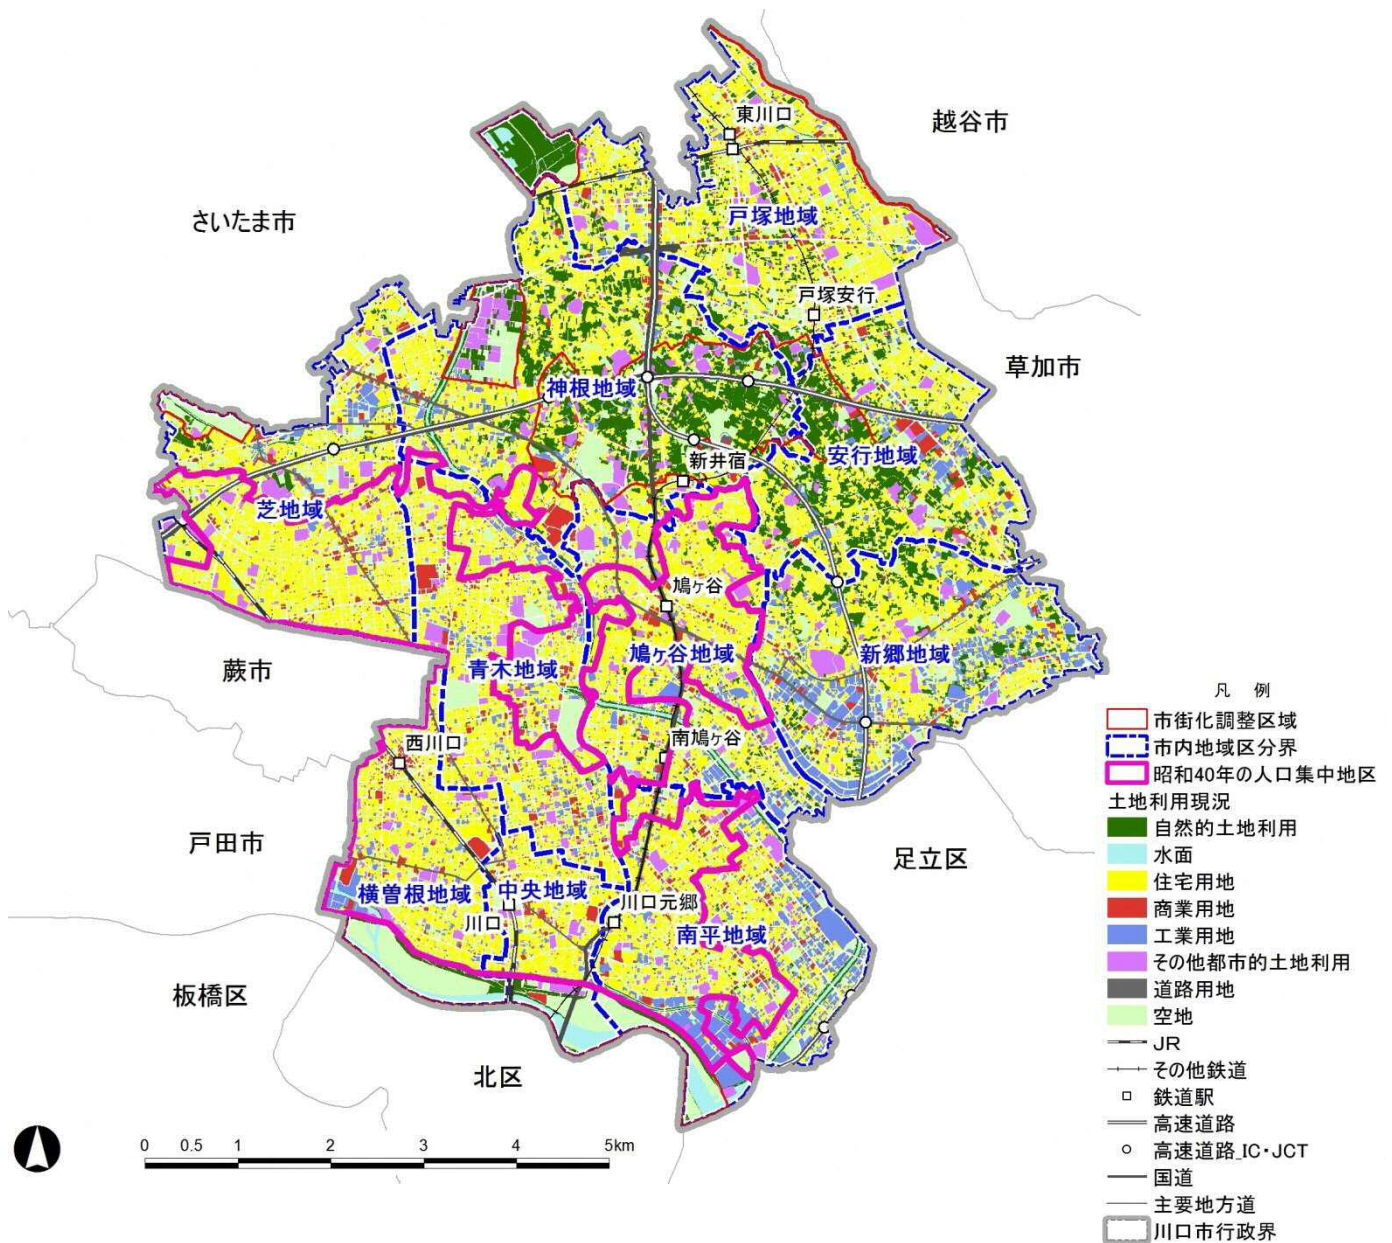 東川口
越谷市
さいたま市
戸塚地域
戸塚安行
草加市
神根地域
安行地域
新井宿
芝地域
鳩ヶ谷
蕨市
青木地域
鳩ヶ谷地域
新郷地域
西川口
南鳩ヶ谷
戸田市
足立区
横曽根地域
中央地域
川口元郷
川口
南平地域
板橋区
北区
0 0.5 1 2 3 4 5km
凡 例
市街化調整区域
市内地域区分界
昭和40年の人口集中地区
土地利用現況
自然的土地利用
水面
住宅用地
商業用地
工業用地
その他都市的土地利用
道路用地
空地
JR
その他鉄道
鉄道駅
高速道路
高速道路_IC・JCT
国道
主要地方道
川口市行政界